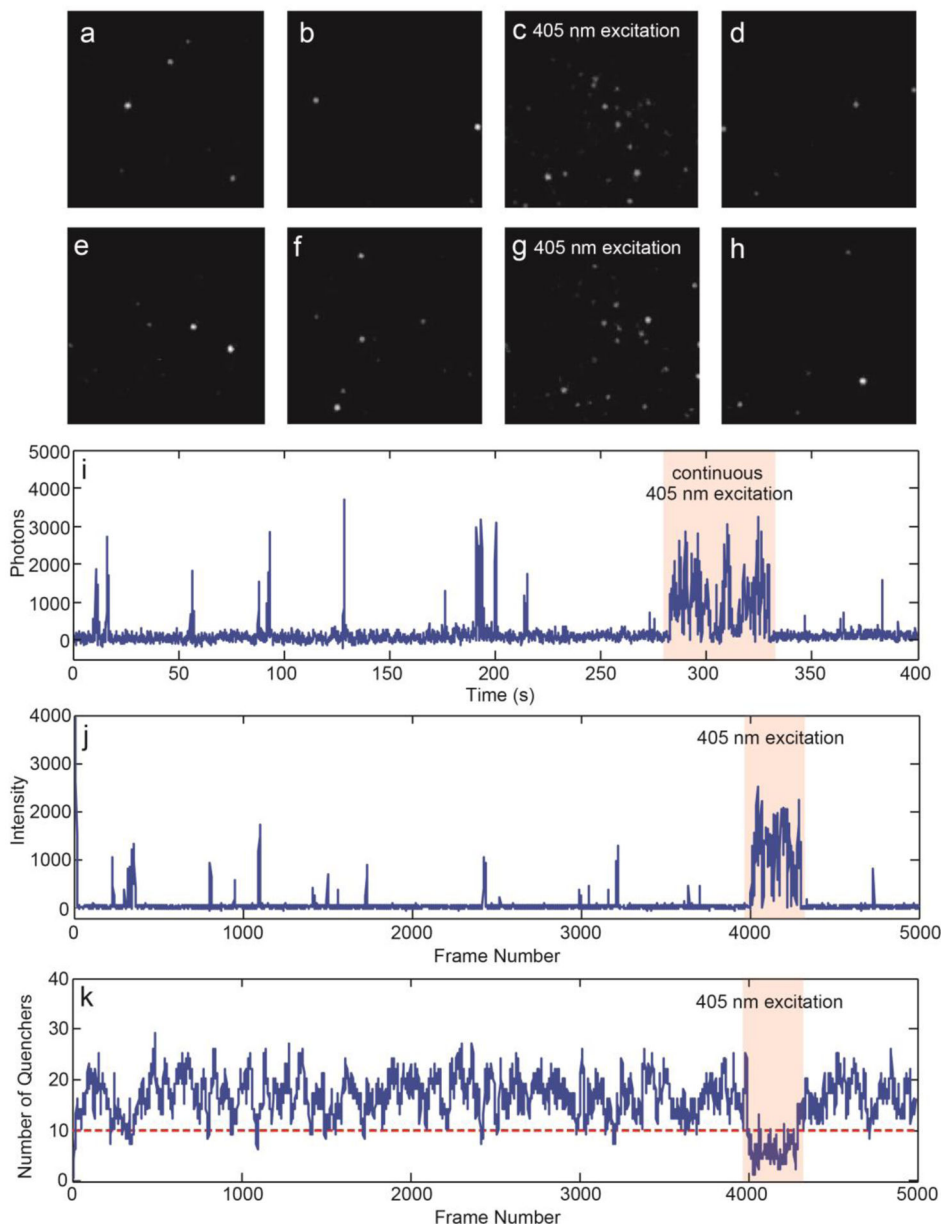 a
b
c 405 nm excitation
d
e
f
g 405 nm excitation
h
i
continuous
405 nm excitation
5000
4000
3000
2000
1000
0
Photons
0 50 100 150 200 250 300 350 400
Time (s)
j
405 nm excitation
4000
3000
2000
1000
0
Intensity
0 1000 2000 3000 4000 5000
Frame Number
k
405 nm excitation
40
30
20
10
0
Number of Quenchers
0 1000 2000 3000 4000 5000
Frame Number